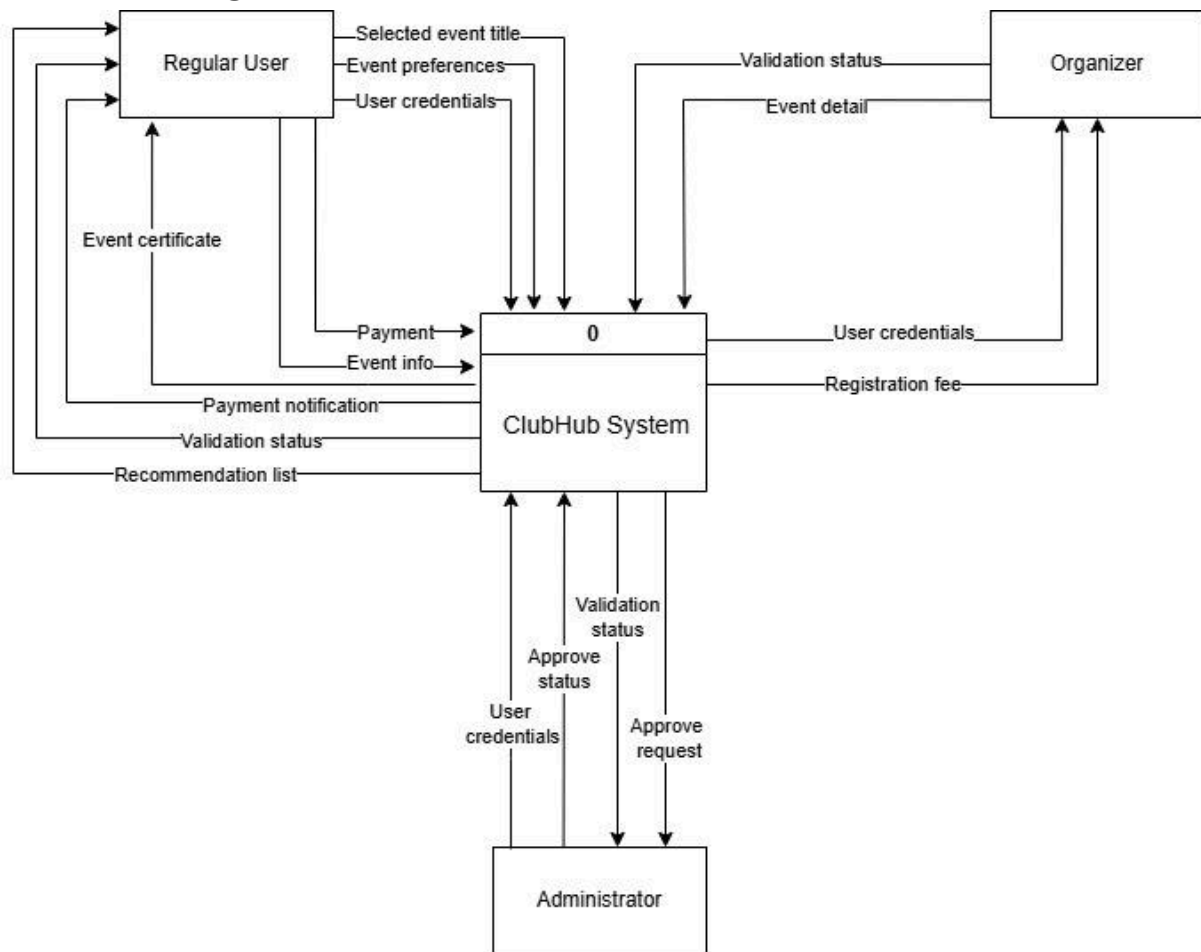 Selected event title
Regular User
Event preferences
User credentials
Validation status
Organizer
Event detail
Event certificate
0
Payment
User credentials
Event info
Registration fee
Payment notification
ClubHub System
Validation status
Recommendation list
Validation
status
Approve
status
User
credentials
Approve
request
Administrator